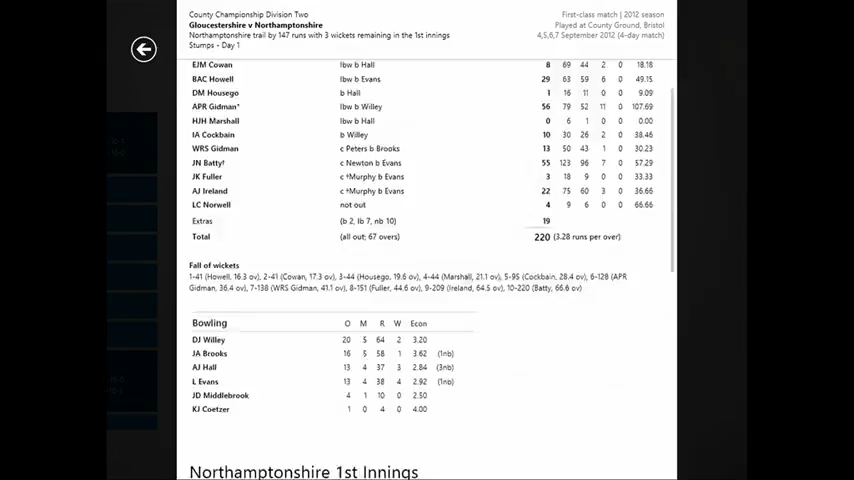 County Championship Division Two
First-class match | 2012 season
Gloucestershire v Northamptonshire
Played at County Ground, Bristol
Northamptonshire trail by 147 runs with 3 wickets remaining in the 1st innings
4,5,6,7 September 2012 (4-day match)
Stumps - Day 1
EJM Cowan lbw b Hall 8 69 44 2 0 18.18
BAC Howell lbw b Evans 29 63 59 6 0 49.15
DM Housego b Hall 1 16 11 0 0 9.09
APR Gidman* lbw b Willey 56 79 52 11 0 107.69
HJH Marshall lbw b Hall 0 6 1 0 0 0.00
IA Cockbain b Willey 10 30 26 2 0 38.46
WRS Gidman c Peters b Brooks 13 50 43 1 0 30.23
JN Batty† c Newton b Evans 55 123 96 7 0 57.29
JK Fuller c †Murphy b Evans 3 18 9 0 0 33.33
AJ Ireland c †Murphy b Evans 22 75 60 3 0 36.66
LC Norwell not out 4 9 6 0 0 66.66
Extras (b 2, lb 7, nb 10) 19
Total (all out; 67 overs) 220 (3.28 runs per over)
Fall of wickets
1-41 (Howell, 16.3 ov), 2-41 (Cowan, 17.3 ov), 3-44 (Housego, 19.6 ov), 4-44 (Marshall, 21.1 ov), 5-95 (Cockbain, 28.4 ov), 6-128 (APR
Gidman, 36.4 ov), 7-138 (WRS Gidman, 41.1 ov), 8-151 (Fuller, 44.6 ov), 9-209 (Ireland, 64.5 ov), 10-220 (Batty, 66.6 ov)
Bowling O M R W Econ
DJ Willey 20 5 64 2 3.20
JA Brooks 16 5 58 1 3.62 (1nb)
AJ Hall 13 4 37 3 2.84 (3nb)
L Evans 13 4 38 4 2.92 (1nb)
JD Middlebrook 4 1 10 0 2.50
KJ Coetzer 1 0 4 0 4.00
Northamptonshire 1st Innings